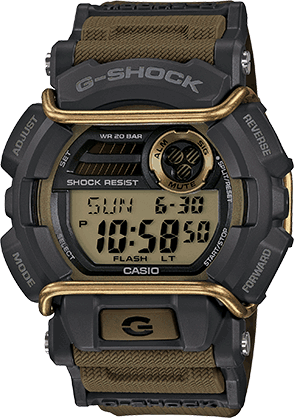 G-SHOCK
WR 20 BAR
ADJUST
REVERSE
SET
ALM
SIG
MUTE
SPLIT/RESET
SHOCK RESIST
SUN 6-30
P 10:58 50
SELECT
START/STOP
FLASH LT
MODE
FORWARD
CASIO
G